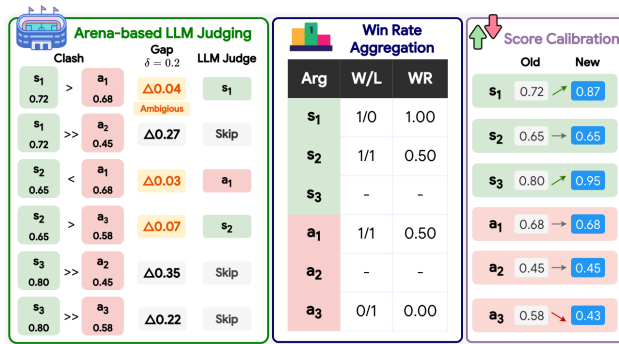 Arena-based LLM Judging
Clash
Gap
δ = 0.2
LLM Judge
s1 0.72 > a1 0.68 △0.04 s1
Ambigious
s1 0.72 >> a2 0.45 △0.27 Skip
s2 0.65 < a1 0.68 △0.03 a1
s2 0.65 > a3 0.58 △0.07 s2
s3 0.80 >> a2 0.45 △0.35 Skip
s3 0.80 >> a3 0.58 △0.22 Skip
1
Win Rate
Aggregation
Arg W/L WR
s1 1/0 1.00
s2 1/1 0.50
s3 - -
a1 1/1 0.50
a2 - -
a3 0/1 0.00
Score Calibration
Old New
s1 0.72 0.87
s2 0.65 → 0.65
s3 0.80 0.95
a1 0.68 → 0.68
a2 0.45 → 0.45
a3 0.58 0.43